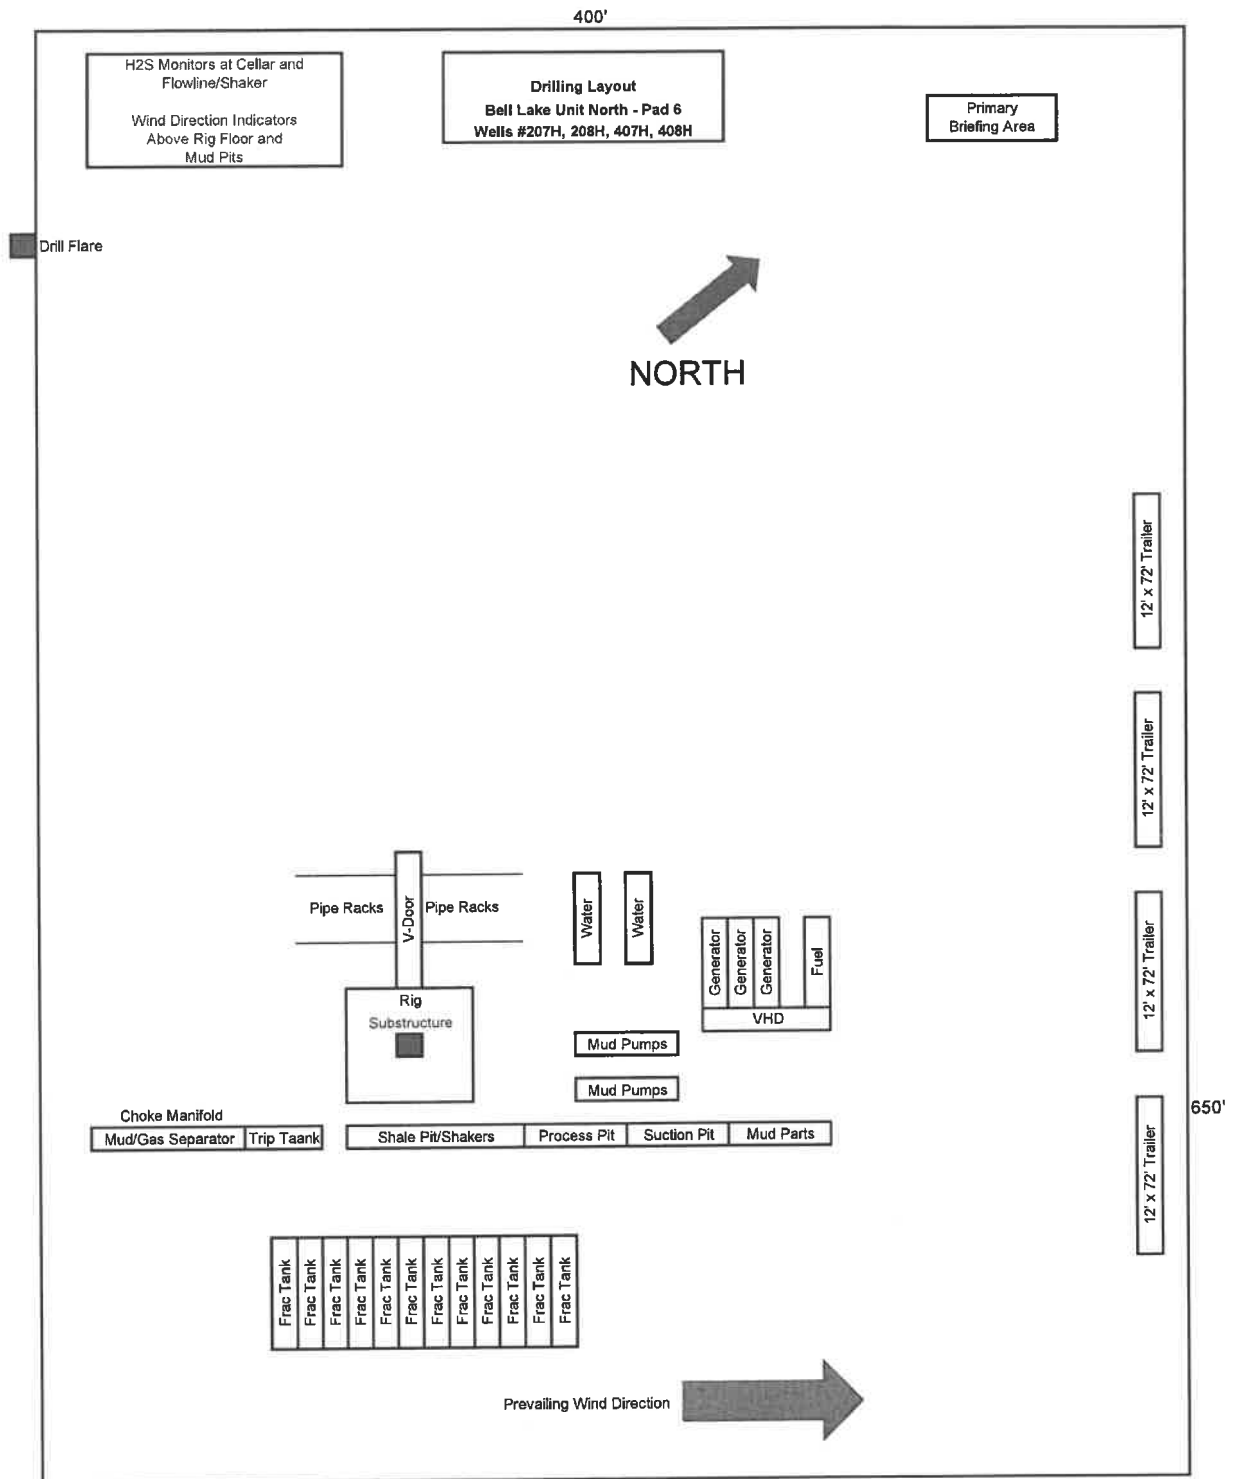 400'
H2S Monitors at Cellar and
Flowline/Shaker
Wind Direction Indicators
Above Rig Floor and
Mud Pits
Drilling Layout
Bell Lake Unit North - Pad 6
Wells #207H, 208H, 407H, 408H
Primary
Briefing Area
Drill Flare
NORTH
12' x 72' Trailer
12' x 72' Trailer
12' x 72' Trailer
12' x 72' Trailer
650'
Pipe Racks
V-Door
Pipe Racks
Water
Water
Generator
Generator
Generator
Fuel
VHD
Rig
Substructure
Mud Pumps
Mud Pumps
Choke Manifold
Mud/Gas Separator
Trip Taank
Shale Pit/Shakers
Process Pit
Suction Pit
Mud Parts
Frac Tank
Frac Tank
Frac Tank
Frac Tank
Frac Tank
Frac Tank
Frac Tank
Frac Tank
Frac Tank
Frac Tank
Frac Tank
Frac Tank
Prevailing Wind Direction